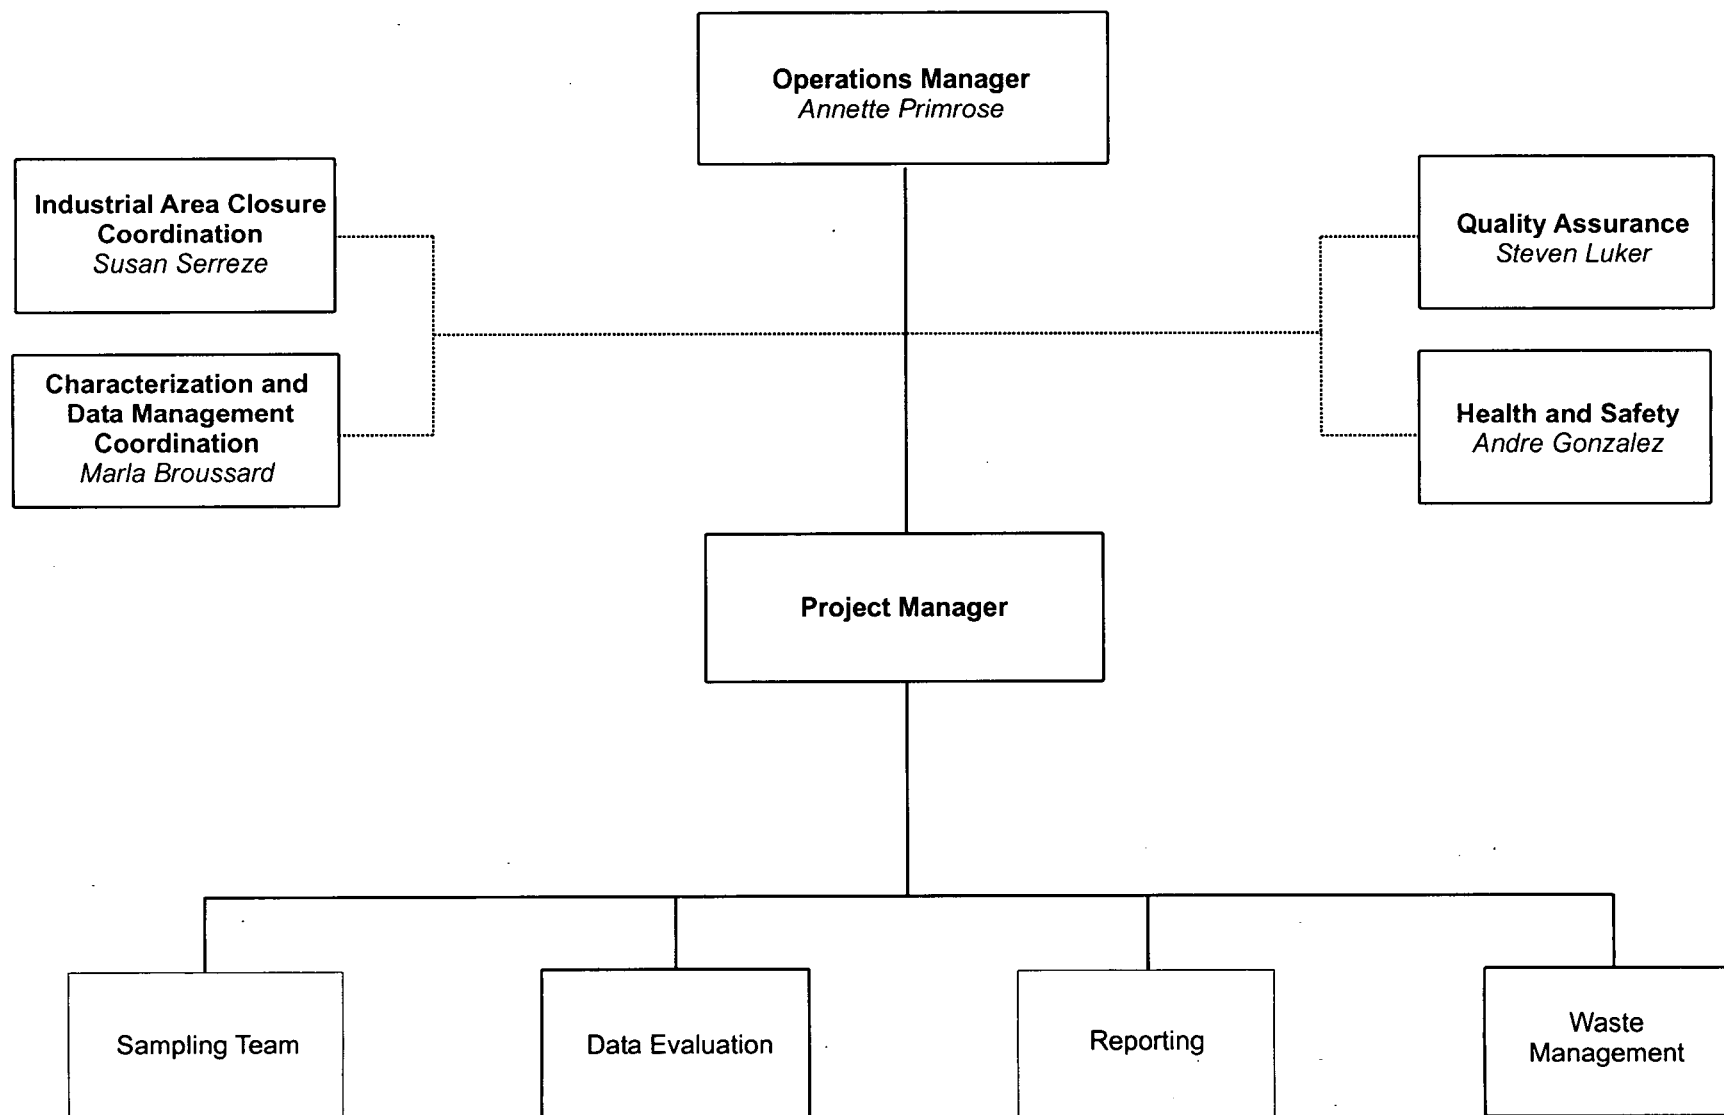 Operations Manager
Annette Primrose
Industrial Area Closure
Coordination
Susan Serreze
Quality Assurance
Steven Luker
Characterization and
Data Management
Coordination
Marla Broussard
Health and Safety
Andre Gonzalez
Project Manager
Sampling Team
Data Evaluation
Reporting
Waste
Management